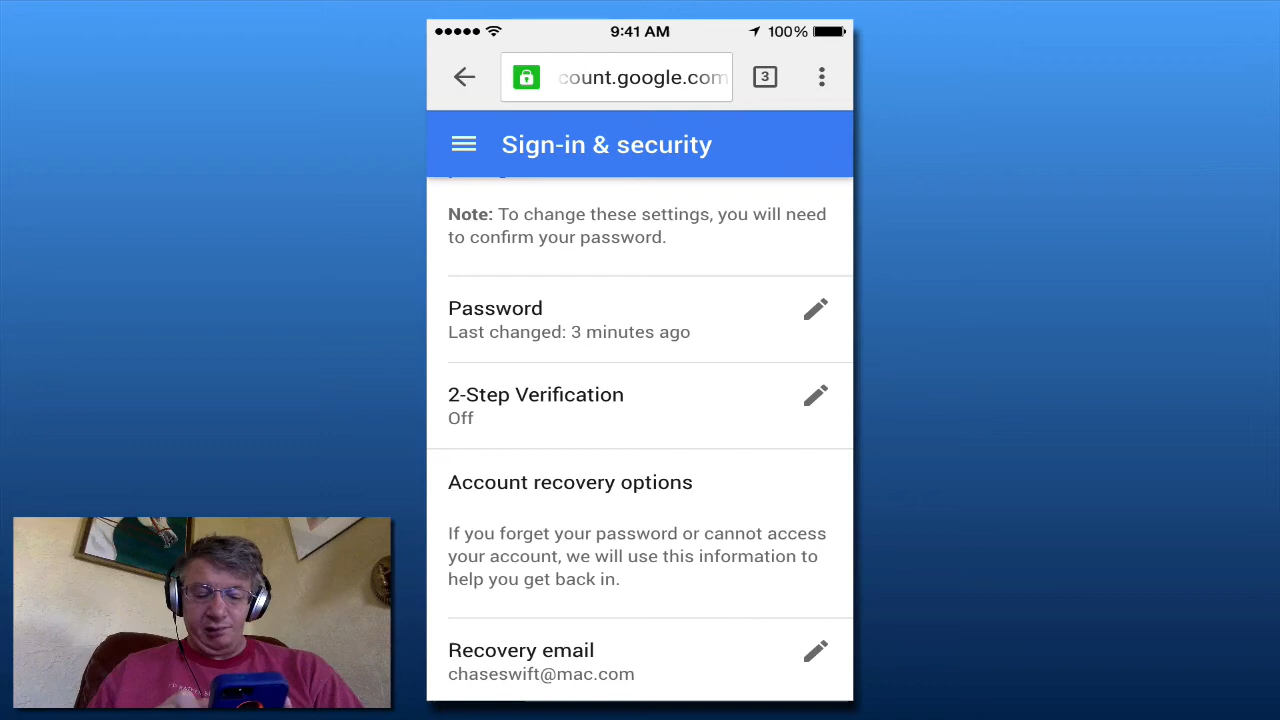 9:41 AM
100%
count.google.com
3
Sign-in & security
Note: To change these settings, you will need
to confirm your password.
Password
Last changed: 3 minutes ago
2-Step Verification
Off
Account recovery options
If you forget your password or cannot access
your account, we will use this information to
help you get back in.
Recovery email
chaseswift@mac.com